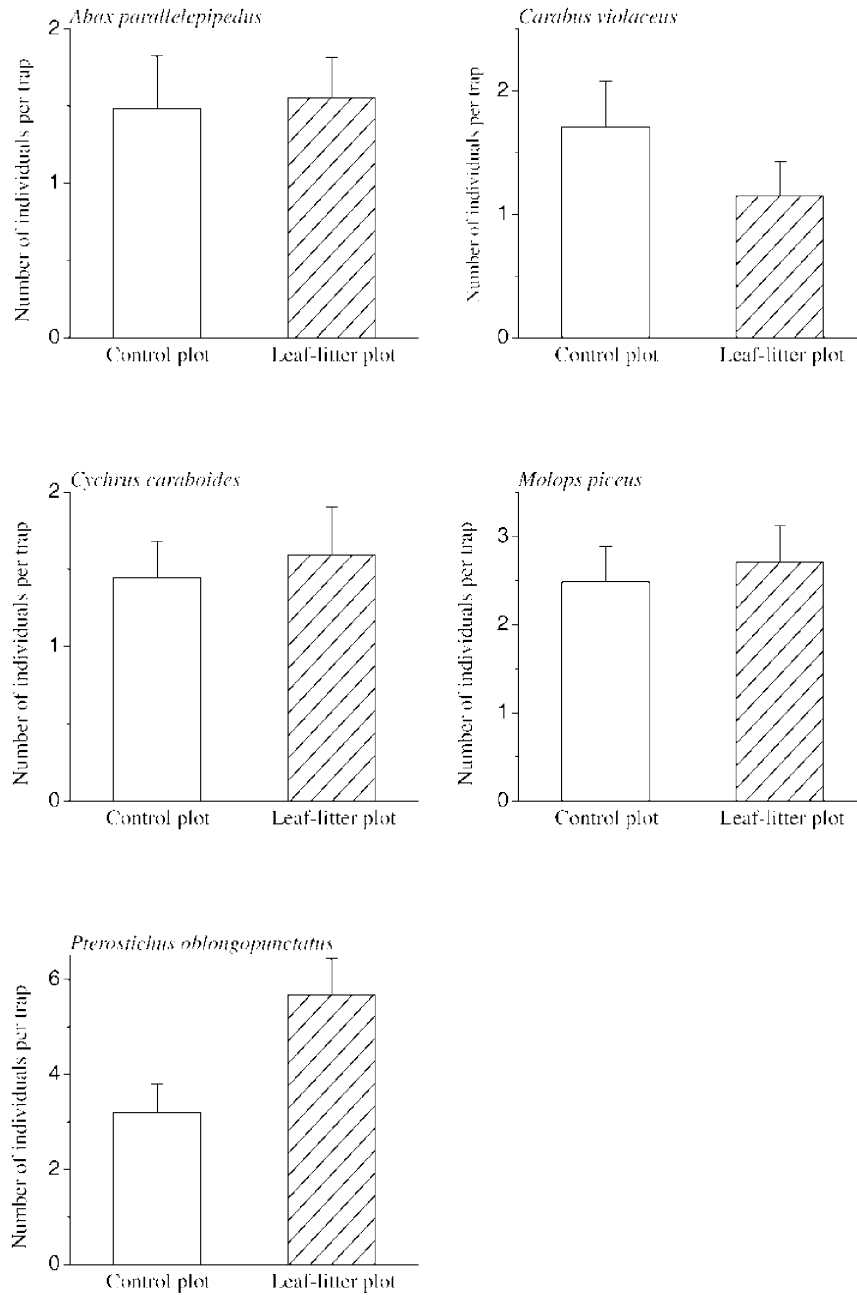 Abax parallelepipedus
Number of individuals per trap
2
1
0
Control plot
Leaf-litter plot
Carabus violaceus
Number of individuals per trap
2
1
0
Control plot
Leaf-litter plot
Cychrus caraboides
Number of individuals per trap
2
1
0
Control plot
Leaf-litter plot
Molops piceus
Number of individuals per trap
3
2
1
0
Control plot
Leaf-litter plot
Pterostichus oblongopunctatus
Number of individuals per trap
6
4
2
0
Control plot
Leaf-litter plot